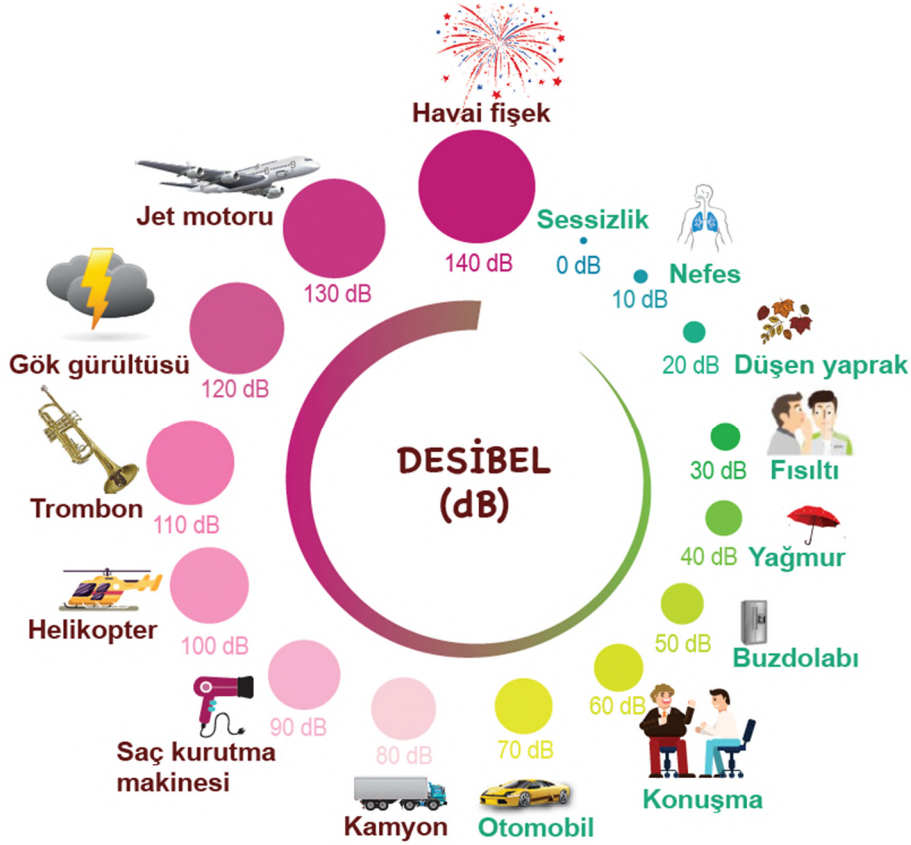 Havai fişek
140 dB
Sessizlik
0 dB
Nefes
10 dB
20 dB
Düşen yaprak
30 dB
Fısıltı
40 dB
Yağmur
50 dB
Buzdolabı
60 dB
Konuşma
70 dB
Otomobil
80 dB
Kamyon
90 dB
Saç kurutma
makinesi
100 dB
Helikopter
110 dB
Trombon
120 dB
Gök gürültüsü
130 dB
Jet motoru
DESİBEL
(dB)